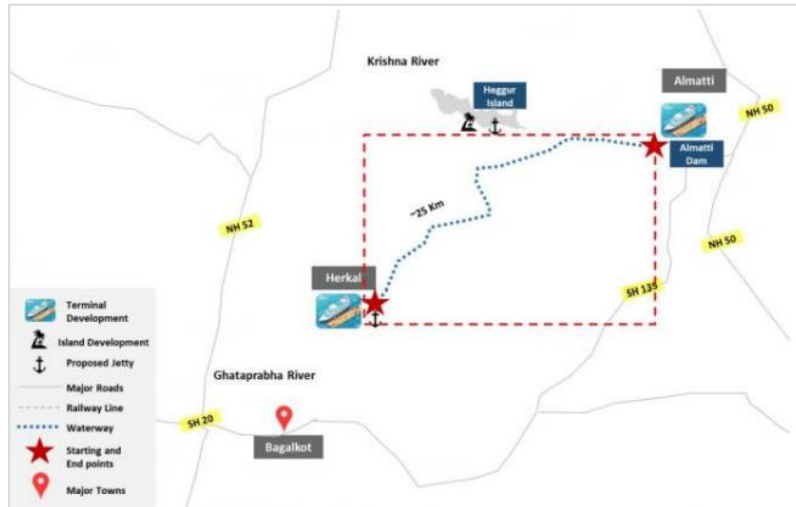 Krishna River
Heggur
Island
Almatti
NH 50
Almatti
Dam
~25 Km
NH 52
NH 50
Herkal
SH 135
Terminal
Development
Island Development
Proposed Jetty
Major Roads
Railway Line
Waterway
Starting and
End points
Major Towns
Ghataprabha River
SH 20
Bagalkot